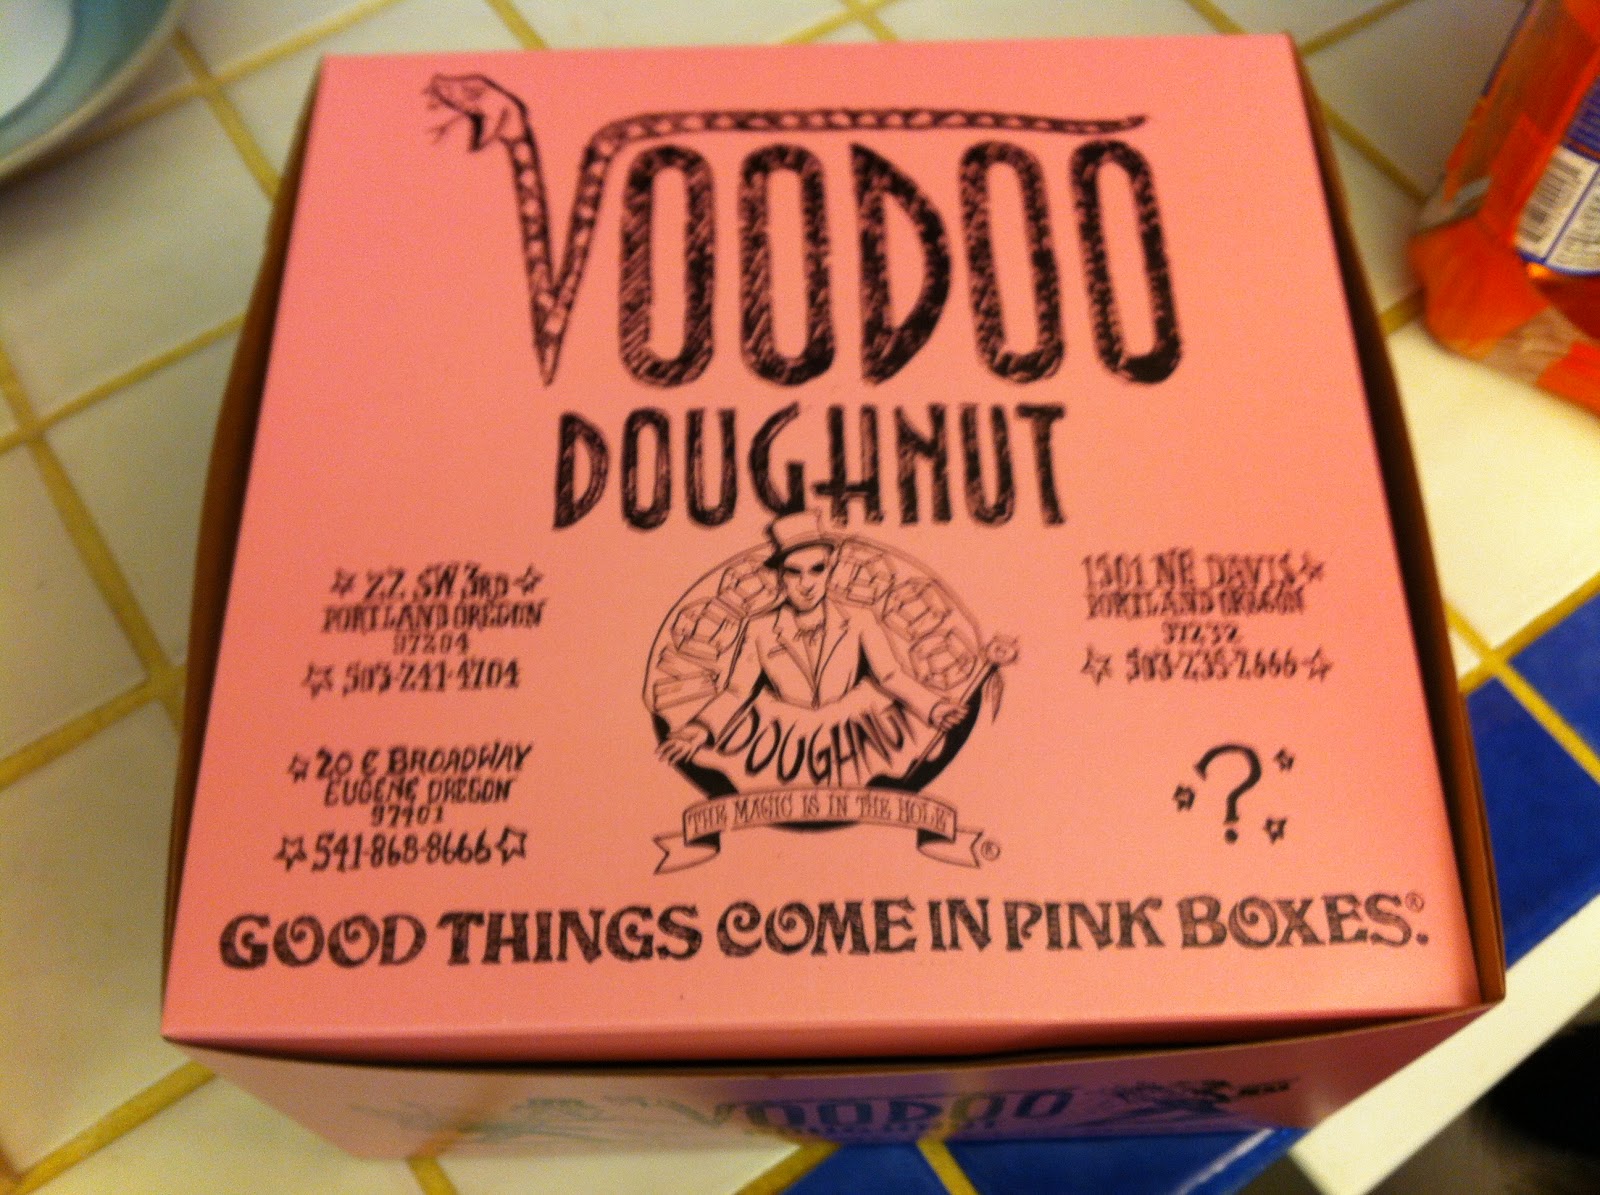 VOODOO
DOUGHNUT
22 SW 3RD
PORTLAND OREGON
97204
503-241-4704
1501 NE DAVIS
PORTLAND OREGON
97232
503-235-2666
20 E BROADWAY
EUGENE OREGON
97401
541-868-8666
?
VOODOO
DOUGHNUT
THE MAGIC IS IN THE HOLE
®
GOOD THINGS COME IN PINK BOXES.®
VOODOO